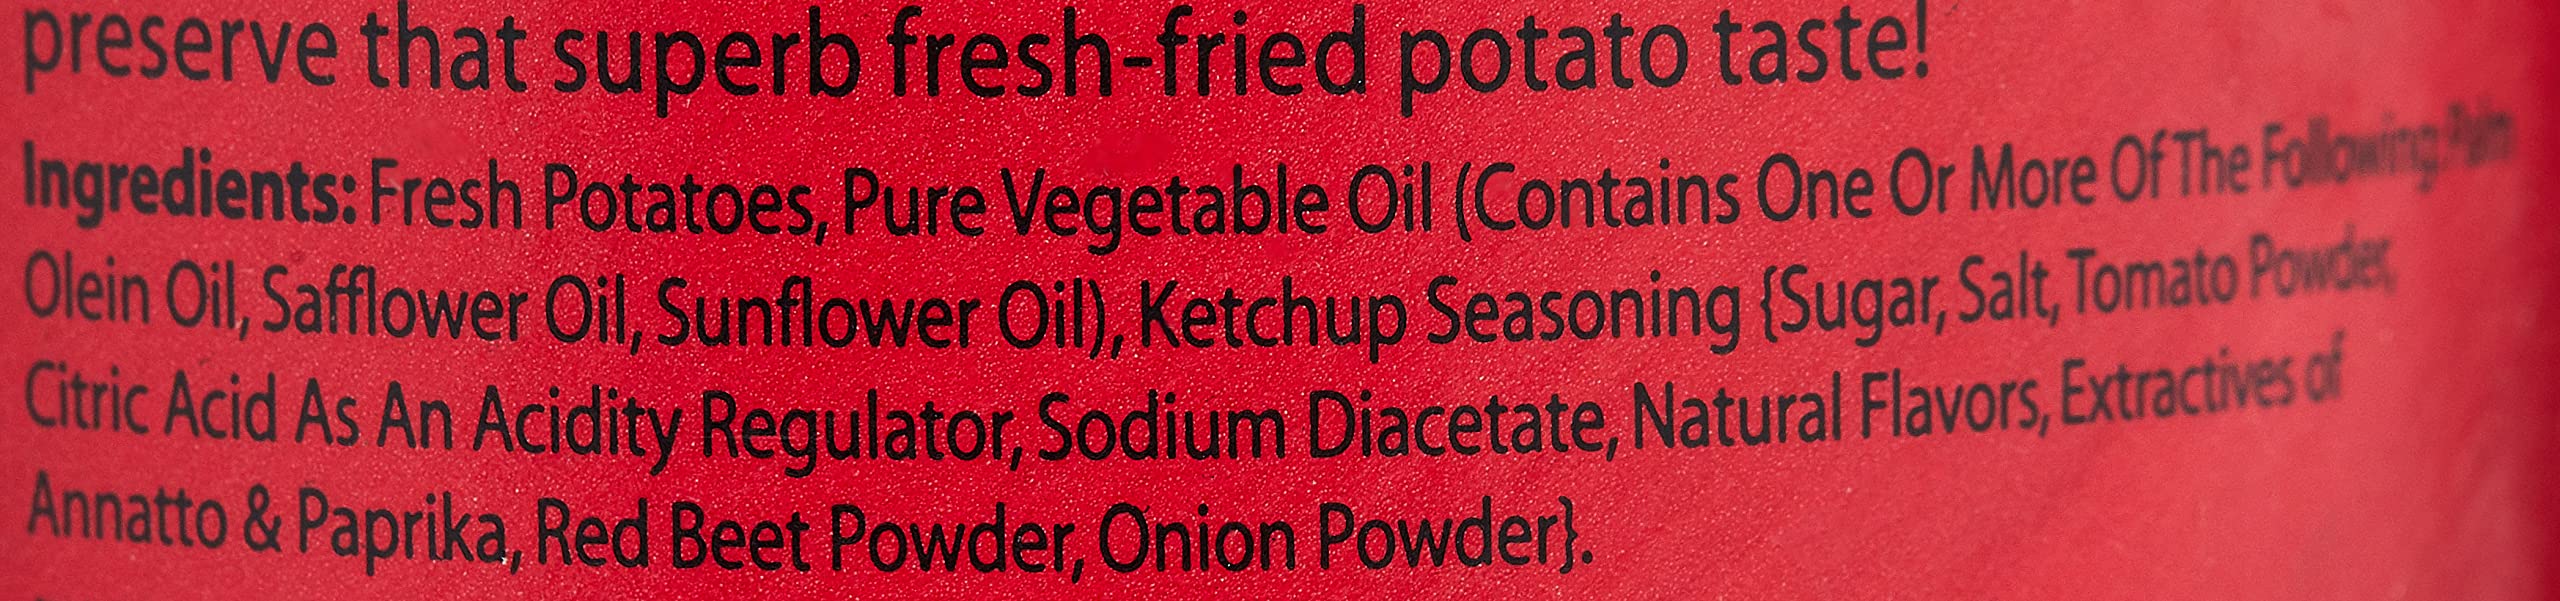 preserve that superb fresh-fried potato taste!
Ingredients: Fresh Potatoes, Pure Vegetable Oil (Contains One Or More Of The Following: Palm
Olein Oil, Safflower Oil, Sunflower Oil), Ketchup Seasoning {Sugar, Salt, Tomato Powder,
Citric Acid As An Acidity Regulator, Sodium Diacetate, Natural Flavors, Extractives of
Annatto & Paprika, Red Beet Powder, Onion Powder}.